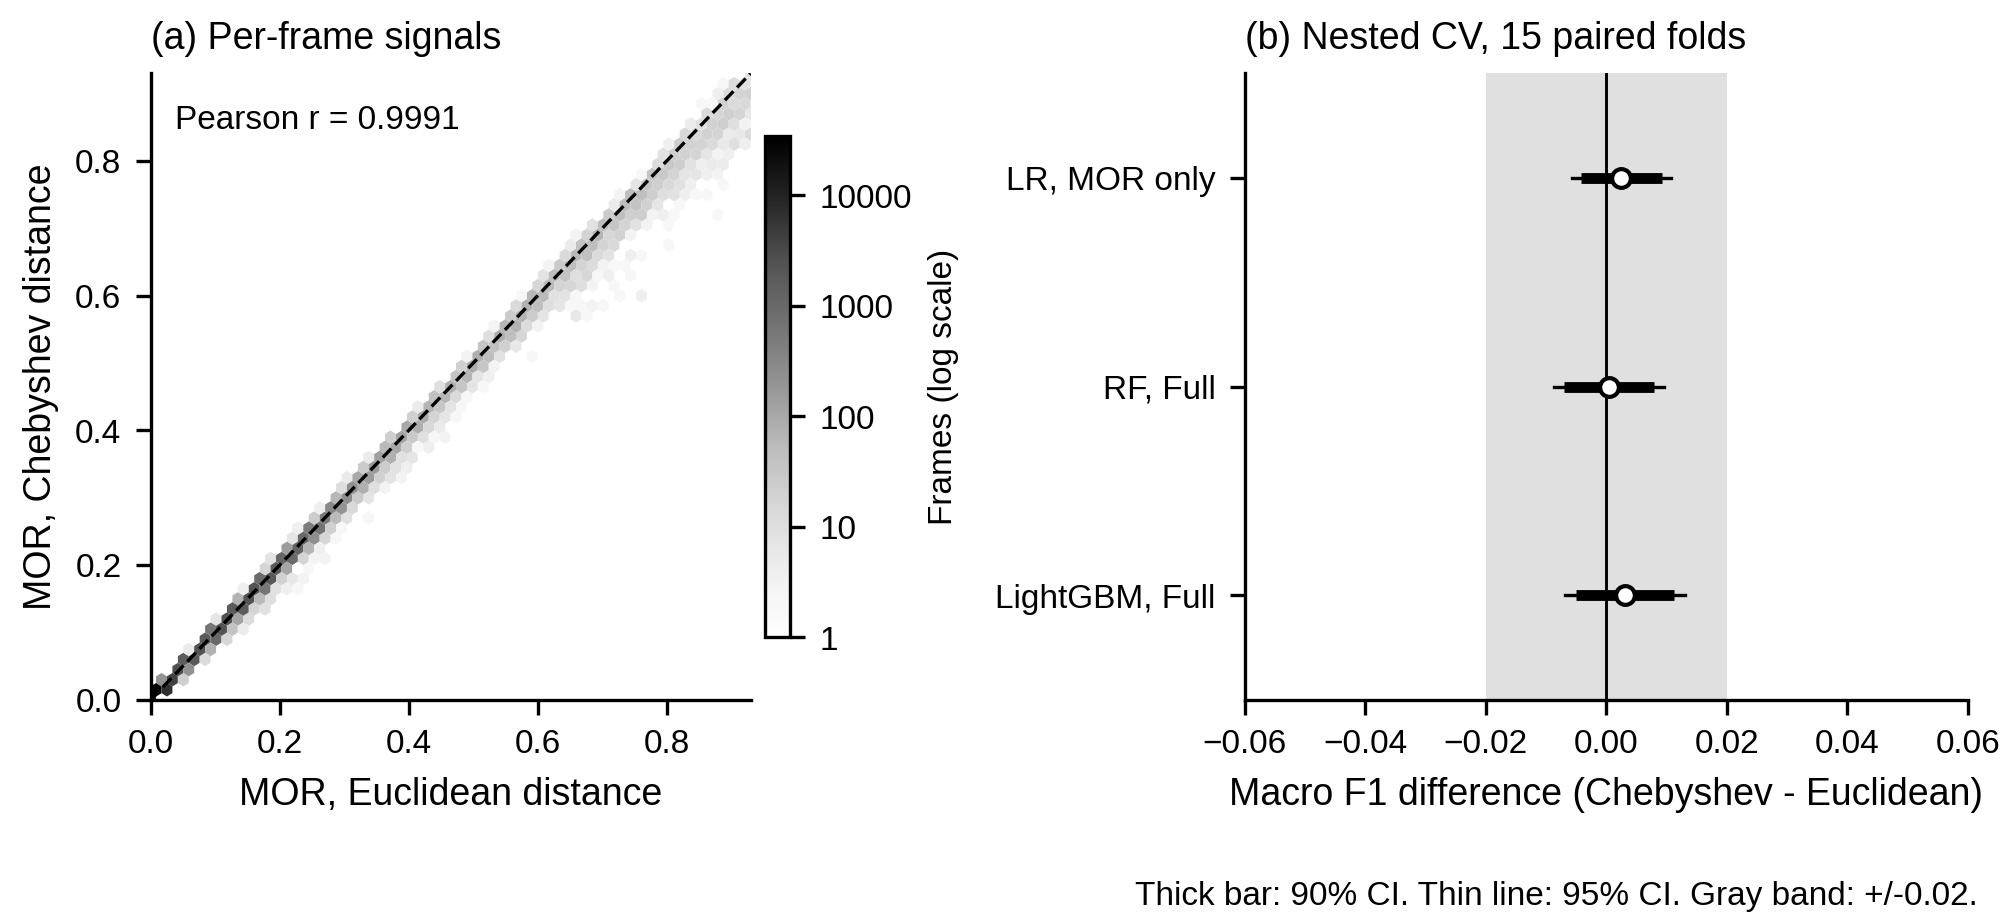 (a) Per-frame signals
Pearson r = 0.9991
MOR, Chebyshev distance
0.8
0.6
0.4
0.2
0.0
0.0 0.2 0.4 0.6 0.8
MOR, Euclidean distance
10000
1000
100
10
1
Frames (log scale)
(b) Nested CV, 15 paired folds
LR, MOR only
RF, Full
LightGBM, Full
−0.06 −0.04 −0.02 0.00 0.02 0.04 0.06
Macro F1 difference (Chebyshev - Euclidean)
Thick bar: 90% CI. Thin line: 95% CI. Gray band: +/-0.02.